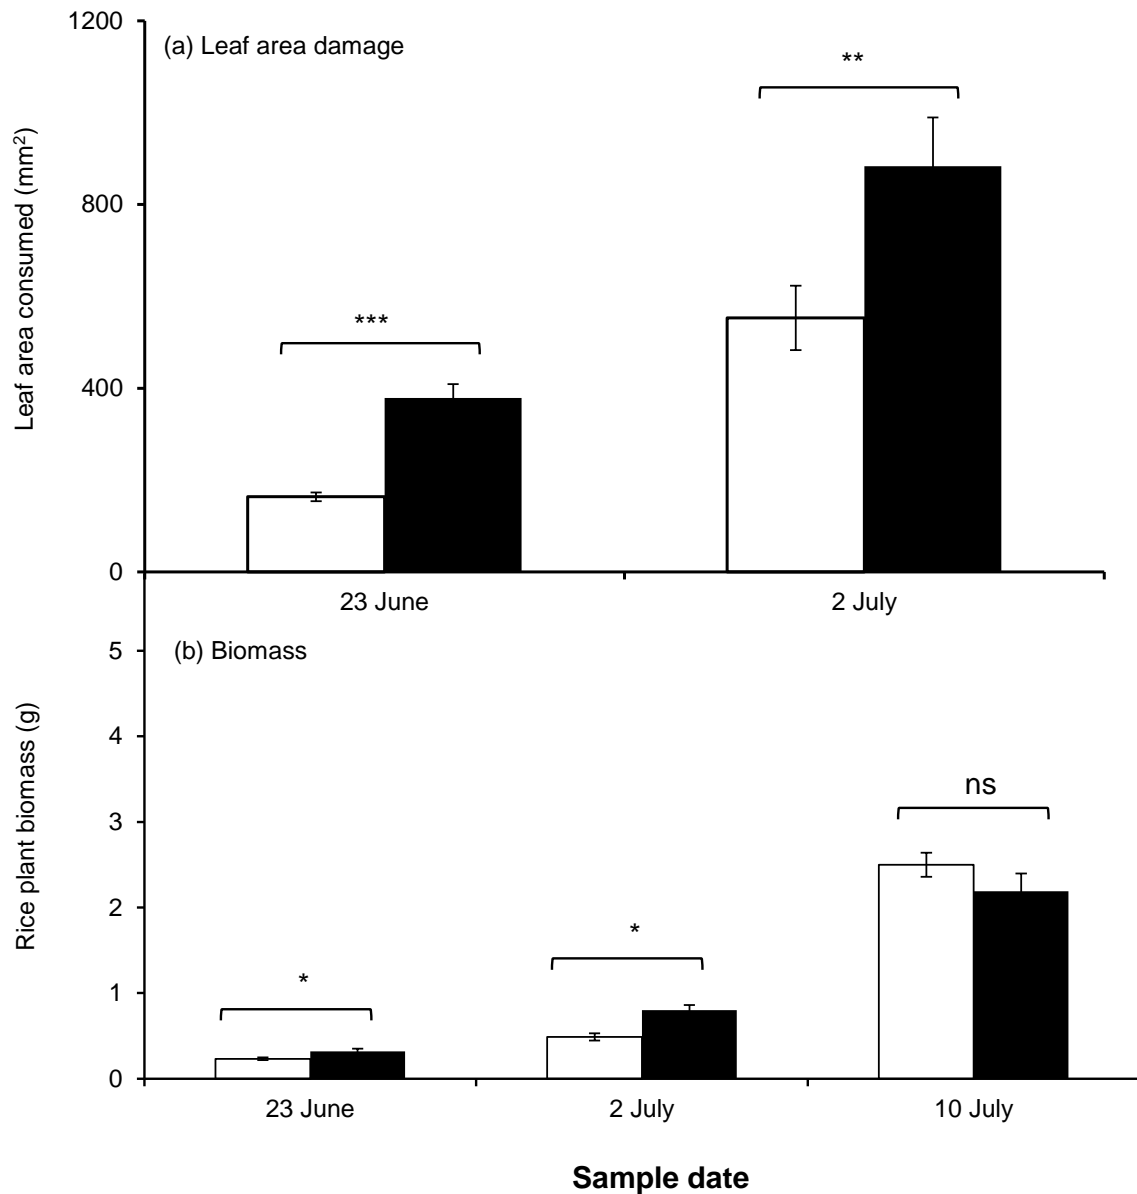 1200
(a) Leaf area damage
**
800
***
400
0
Leaf area consumed (mm²)
23 June
2 July
5
(b) Biomass
4
3
ns
2
*
1
*
0
Rice plant biomass (g)
23 June
2 July
10 July
Sample date